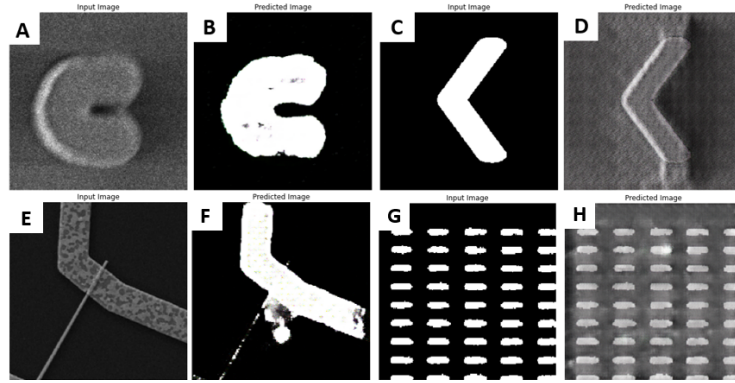 Input Image
Predicted Image
Input Image
Predicted Image
A
B
C
D
Input Image
Predicted Image
Input Image
Predicted Image
E
F
G
H